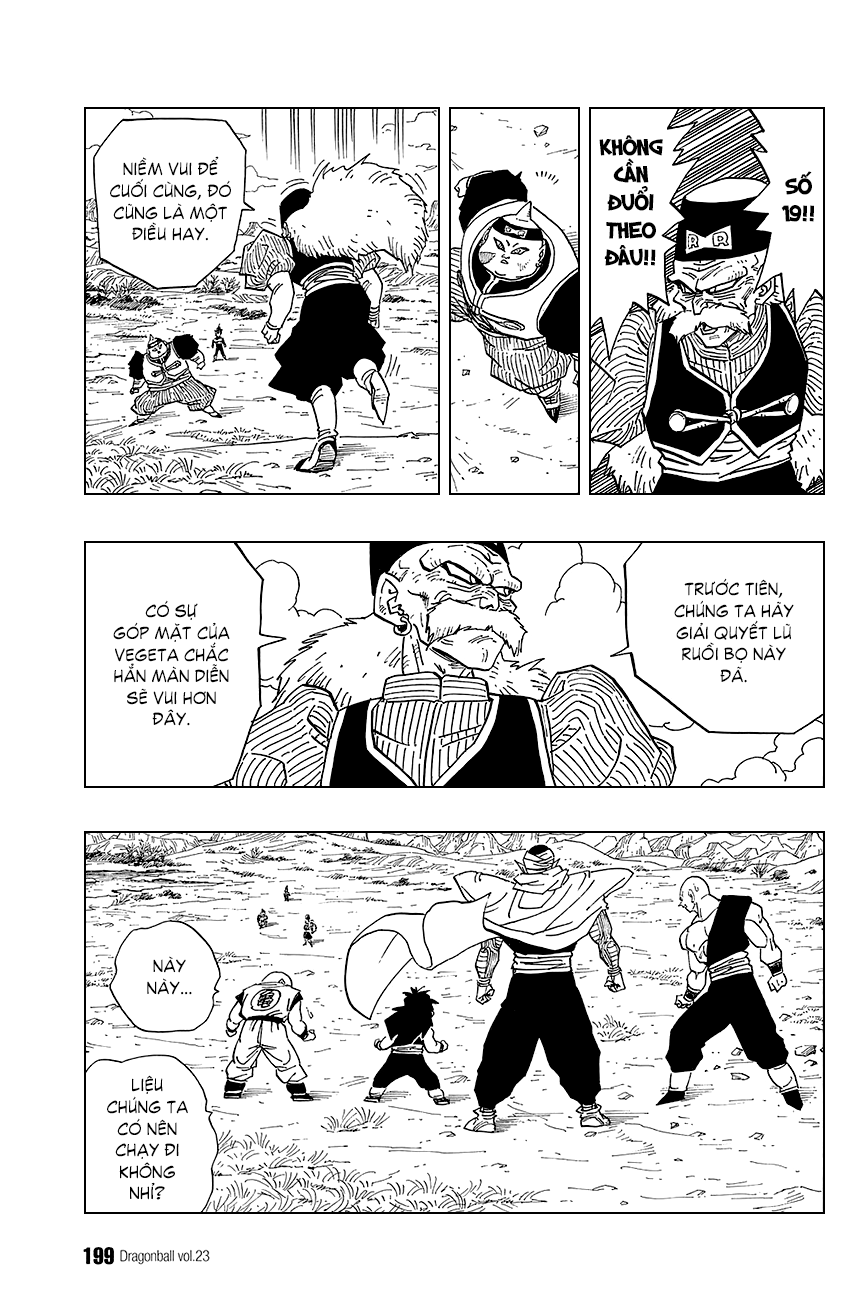 SỐ
19!!
KHÔNG
CẦN
ĐUỔI
THEO
ĐÂU!!
RR
NIỀM VUI ĐỂ
CUỐI CÙNG, ĐÓ
CŨNG LÀ MỘT
ĐIỀU HAY.
TRƯỚC TIÊN,
CHÚNG TA HÃY
GIẢI QUYẾT LŨ
RUỒI BỌ NÀY
ĐÃ.
CÓ SỰ
GÓP MẶT CỦA
VEGETA CHẮC
HẲN MÀN DIỄN
SẼ VUI HƠN
ĐÂY.
NÀY
NÀY...
LIỆU
CHÚNG TA
CÓ NÊN
CHẠY ĐI
KHÔNG
NHỈ?
199 Dragonball vol.23